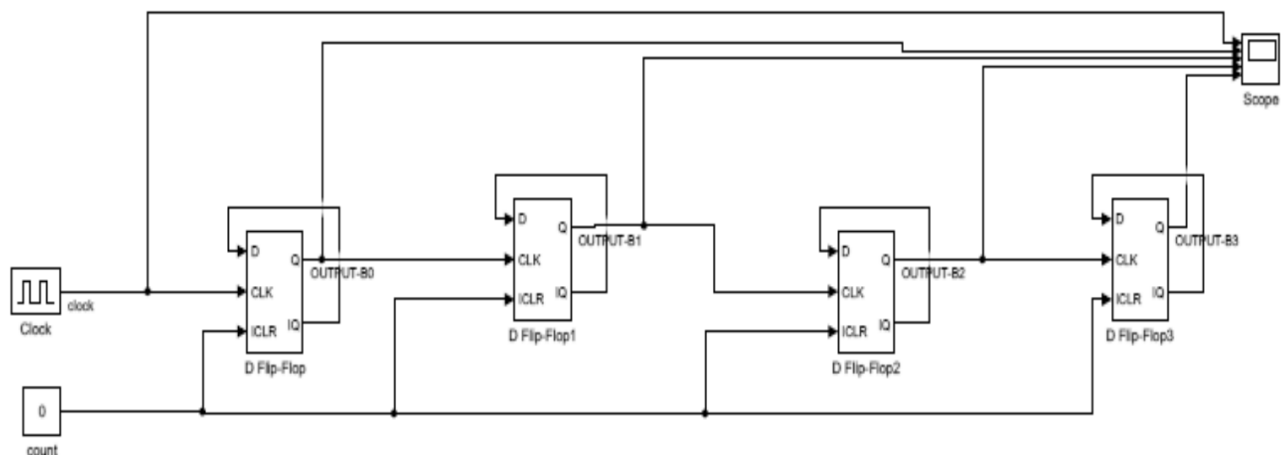 Scope
D
Q
OUTPUT-B0
CLK
ICLR
IQ
D Flip-Flop
D
Q
OUTPUT-B1
CLK
ICLR
IQ
D Flip-Flop1
D
Q
OUTPUT-B2
CLK
ICLR
IQ
D Flip-Flop2
D
Q
OUTPUT-B3
CLK
ICLR
IQ
D Flip-Flop3
clock
Clock
0
count